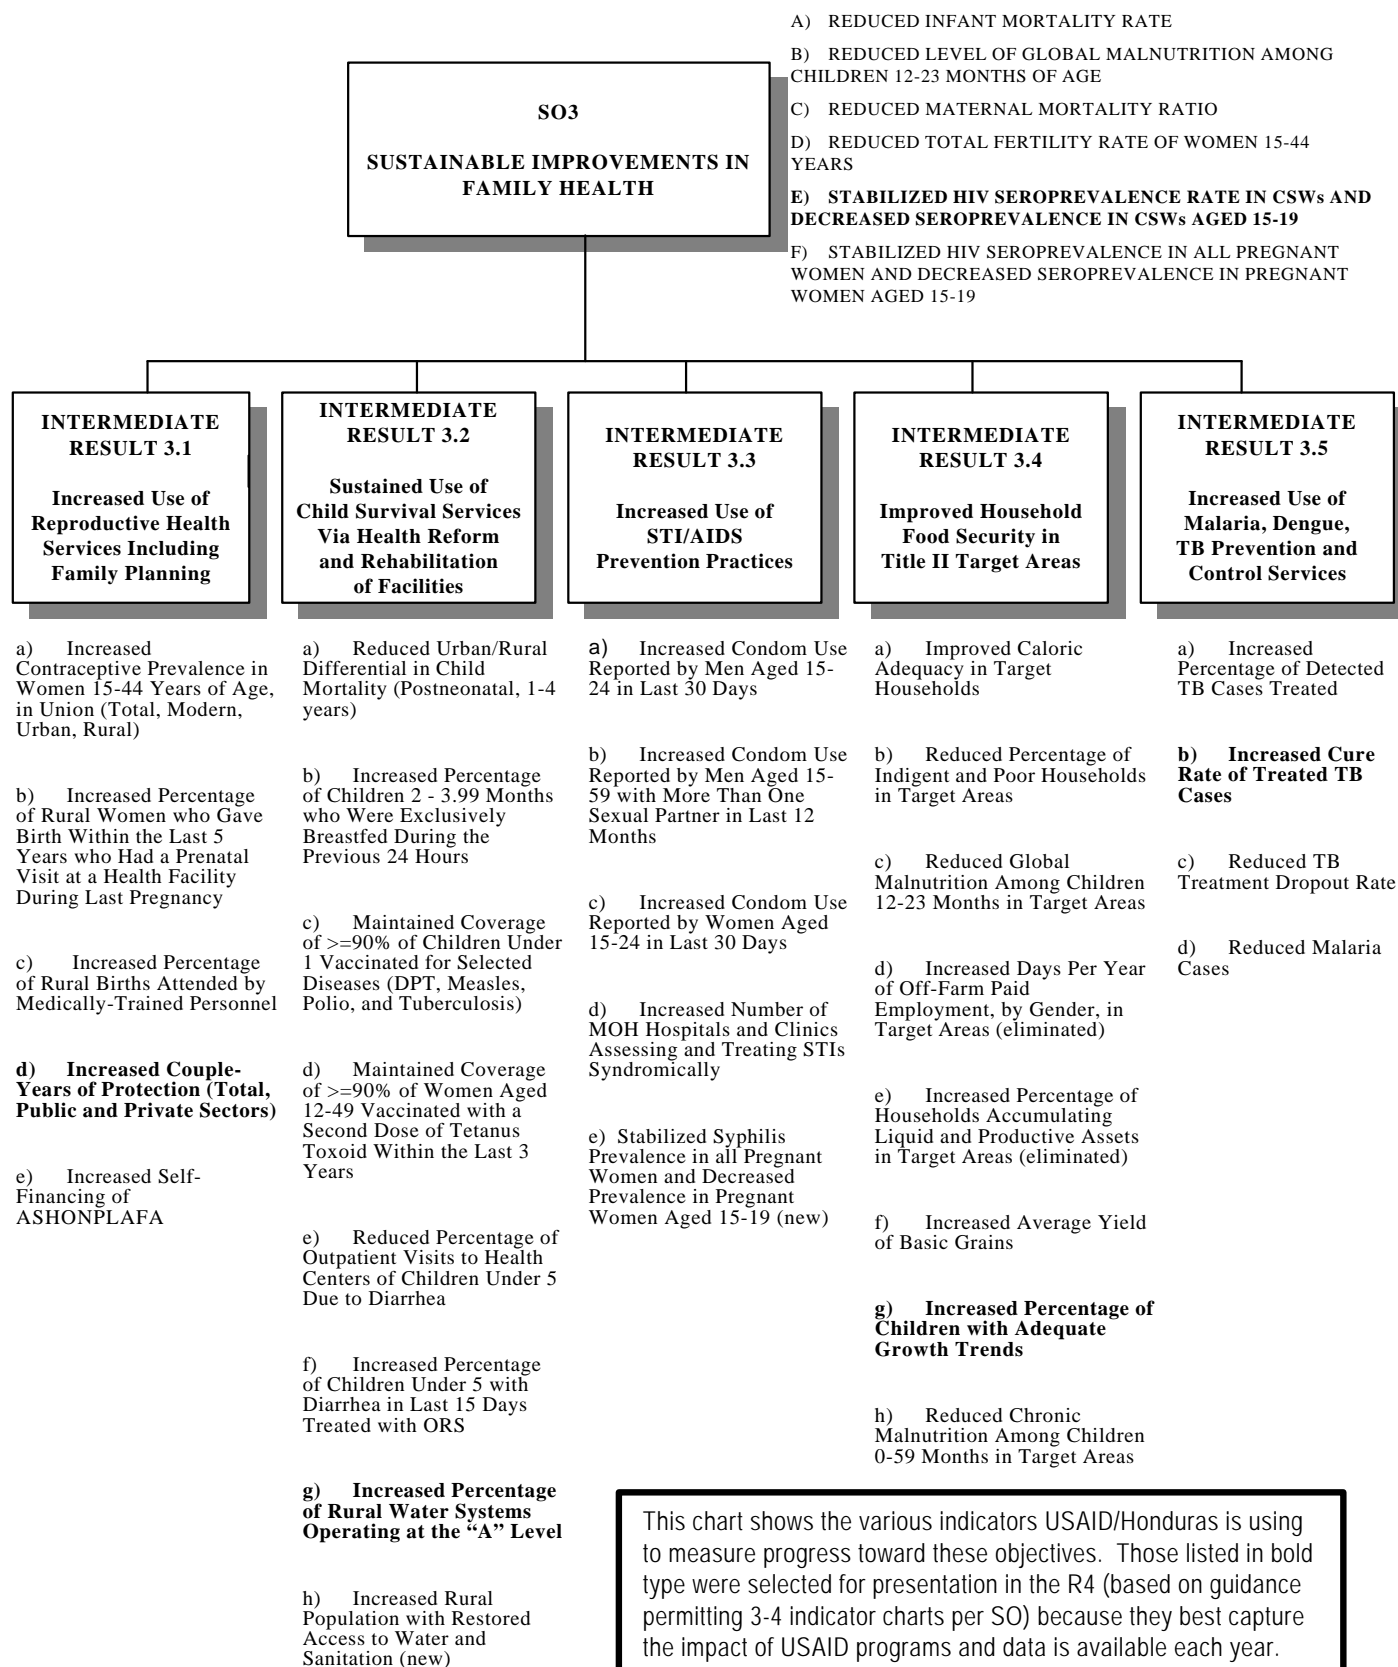 A) REDUCED INFANT MORTALITY RATE
B) REDUCED LEVEL OF GLOBAL MALNUTRITION AMONG
CHILDREN 12-23 MONTHS OF AGE
C) REDUCED MATERNAL MORTALITY RATIO
D) REDUCED TOTAL FERTILITY RATE OF WOMEN 15-44
YEARS
E) STABILIZED HIV SEROPREVALENCE RATE IN CSWs AND
DECREASED SEROPREVALENCE IN CSWs AGED 15-19
F) STABILIZED HIV SEROPREVALENCE IN ALL PREGNANT
WOMEN AND DECREASED SEROPREVALENCE IN PREGNANT
WOMEN AGED 15-19
SO3
SUSTAINABLE IMPROVEMENTS IN
FAMILY HEALTH
INTERMEDIATE
RESULT 3.1
Increased Use of
Reproductive Health
Services Including
Family Planning
a) Increased
Contraceptive Prevalence in
Women 15-44 Years of Age,
in Union (Total, Modern,
Urban, Rural)
b) Increased Percentage
of Rural Women who Gave
Birth Within the Last 5
Years who Had a Prenatal
Visit at a Health Facility
During Last Pregnancy
c) Increased Percentage
of Rural Births Attended by
Medically-Trained Personnel
d) Increased Couple-
Years of Protection (Total,
Public and Private Sectors)
e) Increased Self-
Financing of
ASHONPLAFA
INTERMEDIATE
RESULT 3.2
Sustained Use of
Child Survival Services
Via Health Reform
and Rehabilitation
of Facilities
a) Reduced Urban/Rural
Differential in Child
Mortality (Postneonatal, 1-4
years)
b) Increased Percentage
of Children 2 - 3.99 Months
who Were Exclusively
Breastfed During the
Previous 24 Hours
c) Maintained Coverage
of >=90% of Children Under
1 Vaccinated for Selected
Diseases (DPT, Measles,
Polio, and Tuberculosis)
d) Maintained Coverage
of >=90% of Women Aged
12-49 Vaccinated with a
Second Dose of Tetanus
Toxoid Within the Last 3
Years
e) Reduced Percentage of
Outpatient Visits to Health
Centers of Children Under 5
Due to Diarrhea
f) Increased Percentage
of Children Under 5 with
Diarrhea in Last 15 Days
Treated with ORS
g) Increased Percentage
of Rural Water Systems
Operating at the “A” Level
h) Increased Rural
Population with Restored
Access to Water and
Sanitation (new)
INTERMEDIATE
RESULT 3.3
Increased Use of
STI/AIDS
Prevention Practices
a) Increased Condom Use
Reported by Men Aged 15-
24 in Last 30 Days
b) Increased Condom Use
Reported by Men Aged 15-
59 with More Than One
Sexual Partner in Last 12
Months
c) Increased Condom Use
Reported by Women Aged
15-24 in Last 30 Days
d) Increased Number of
MOH Hospitals and Clinics
Assessing and Treating STIs
Syndromically
e) Stabilized Syphilis
Prevalence in all Pregnant
Women and Decreased
Prevalence in Pregnant
Women Aged 15-19 (new)
INTERMEDIATE
RESULT 3.4
Improved Household
Food Security in
Title II Target Areas
a) Improved Caloric
Adequacy in Target
Households
b) Reduced Percentage of
Indigent and Poor Households
in Target Areas
c) Reduced Global
Malnutrition Among Children
12-23 Months in Target Areas
d) Increased Days Per Year
of Off-Farm Paid
Employment, by Gender, in
Target Areas (eliminated)
e) Increased Percentage of
Households Accumulating
Liquid and Productive Assets
in Target Areas (eliminated)
f) Increased Average Yield
of Basic Grains
g) Increased Percentage of
Children with Adequate
Growth Trends
h) Reduced Chronic
Malnutrition Among Children
0-59 Months in Target Areas
INTERMEDIATE
RESULT 3.5
Increased Use of
Malaria, Dengue,
TB Prevention and
Control Services
a) Increased
Percentage of Detected
TB Cases Treated
b) Increased Cure
Rate of Treated TB
Cases
c) Reduced TB
Treatment Dropout Rate
d) Reduced Malaria
Cases
This chart shows the various indicators USAID/Honduras is using
to measure progress toward these objectives. Those listed in bold
type were selected for presentation in the R4 (based on guidance
permitting 3-4 indicator charts per SO) because they best capture
the impact of USAID programs and data is available each year.